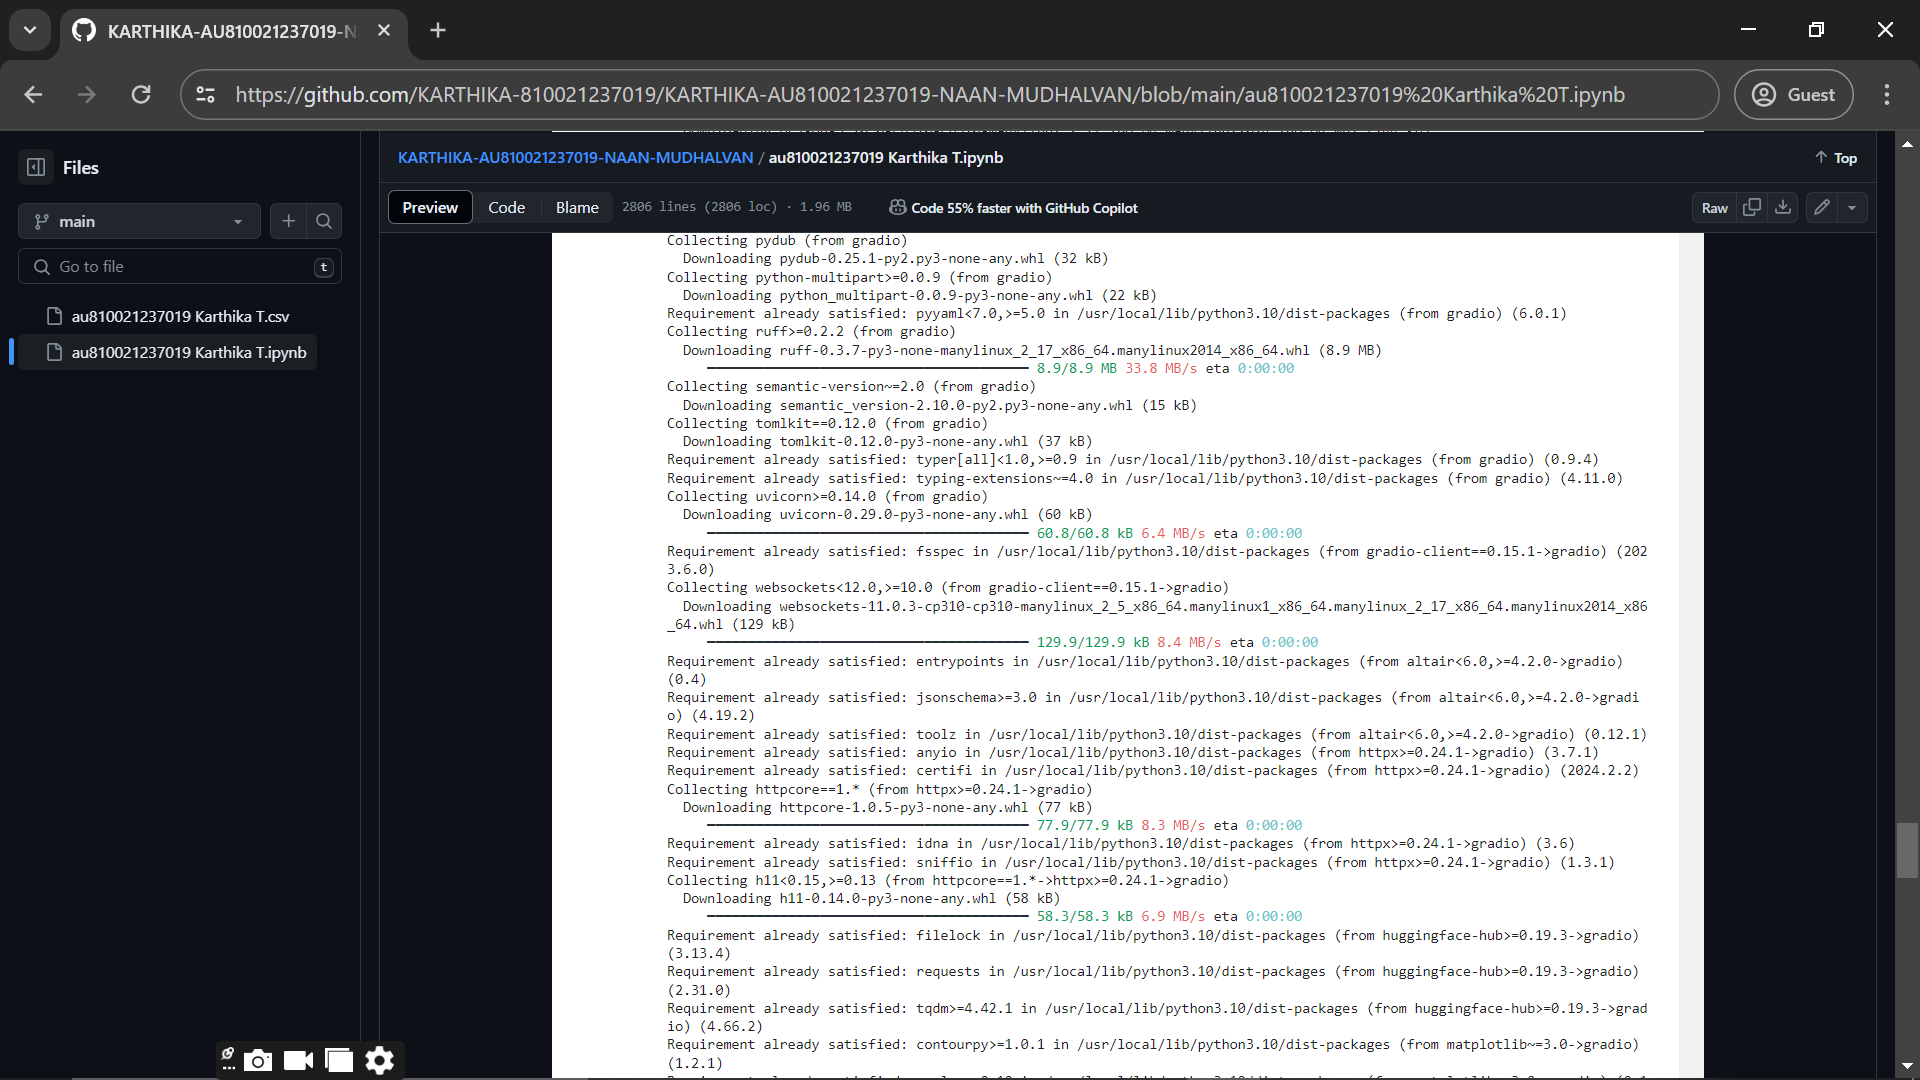 KARTHIKA-AU810021237019-N
https://github.com/KARTHIKA-810021237019/KARTHIKA-AU810021237019-NAAN-MUDHALVAN/blob/main/au810021237019%20Karthika%20T.ipynb
Guest
Files
main
Go to file
t
au810021237019 Karthika T.csv
au810021237019 Karthika T.ipynb
KARTHIKA-AU810021237019-NAAN-MUDHALVAN / au810021237019 Karthika T.ipynb
Top
Preview
Code
Blame
2806 lines (2806 loc) · 1.96 MB
Code 55% faster with GitHub Copilot
Raw
Collecting pydub (from gradio)
Downloading pydub-0.25.1-py2.py3-none-any.whl (32 kB)
Collecting python-multipart>=0.0.9 (from gradio)
Downloading python_multipart-0.0.9-py3-none-any.whl (22 kB)
Requirement already satisfied: pyyaml<7.0,>=5.0 in /usr/local/lib/python3.10/dist-packages (from gradio) (6.0.1)
Collecting ruff>=0.2.2 (from gradio)
Downloading ruff-0.3.7-py3-none-manylinux_2_17_x86_64.manylinux2014_x86_64.whl (8.9 MB)
8.9/8.9 MB 33.8 MB/s eta 0:00:00
Collecting semantic-version~=2.0 (from gradio)
Downloading semantic_version-2.10.0-py2.py3-none-any.whl (15 kB)
Collecting tomlkit==0.12.0 (from gradio)
Downloading tomlkit-0.12.0-py3-none-any.whl (37 kB)
Requirement already satisfied: typer[all]<1.0,>=0.9 in /usr/local/lib/python3.10/dist-packages (from gradio) (0.9.4)
Requirement already satisfied: typing-extensions~=4.0 in /usr/local/lib/python3.10/dist-packages (from gradio) (4.11.0)
Collecting uvicorn>=0.14.0 (from gradio)
Downloading uvicorn-0.29.0-py3-none-any.whl (60 kB)
60.8/60.8 kB 6.4 MB/s eta 0:00:00
Requirement already satisfied: fsspec in /usr/local/lib/python3.10/dist-packages (from gradio-client==0.15.1->gradio) (202
3.6.0)
Collecting websockets<12.0,>=10.0 (from gradio-client==0.15.1->gradio)
Downloading websockets-11.0.3-cp310-cp310-manylinux_2_5_x86_64.manylinux1_x86_64.manylinux_2_17_x86_64.manylinux2014_x86
_64.whl (129 kB)
129.9/129.9 kB 8.4 MB/s eta 0:00:00
Requirement already satisfied: entrypoints in /usr/local/lib/python3.10/dist-packages (from altair<6.0,>=4.2.0->gradio)
(0.4)
Requirement already satisfied: jsonschema>=3.0 in /usr/local/lib/python3.10/dist-packages (from altair<6.0,>=4.2.0->gradi
o) (4.19.2)
Requirement already satisfied: toolz in /usr/local/lib/python3.10/dist-packages (from altair<6.0,>=4.2.0->gradio) (0.12.1)
Requirement already satisfied: anyio in /usr/local/lib/python3.10/dist-packages (from httpx>=0.24.1->gradio) (3.7.1)
Requirement already satisfied: certifi in /usr/local/lib/python3.10/dist-packages (from httpx>=0.24.1->gradio) (2024.2.2)
Collecting httpcore==1.* (from httpx>=0.24.1->gradio)
Downloading httpcore-1.0.5-py3-none-any.whl (77 kB)
77.9/77.9 kB 8.3 MB/s eta 0:00:00
Requirement already satisfied: idna in /usr/local/lib/python3.10/dist-packages (from httpx>=0.24.1->gradio) (3.6)
Requirement already satisfied: sniffio in /usr/local/lib/python3.10/dist-packages (from httpx>=0.24.1->gradio) (1.3.1)
Collecting h11<0.15,>=0.13 (from httpcore==1.*->httpx>=0.24.1->gradio)
Downloading h11-0.14.0-py3-none-any.whl (58 kB)
58.3/58.3 kB 6.9 MB/s eta 0:00:00
Requirement already satisfied: filelock in /usr/local/lib/python3.10/dist-packages (from huggingface-hub>=0.19.3->gradio)
(3.13.4)
Requirement already satisfied: requests in /usr/local/lib/python3.10/dist-packages (from huggingface-hub>=0.19.3->gradio)
(2.31.0)
Requirement already satisfied: tqdm>=4.42.1 in /usr/local/lib/python3.10/dist-packages (from huggingface-hub>=0.19.3->grad
io) (4.66.2)
Requirement already satisfied: contourpy>=1.0.1 in /usr/local/lib/python3.10/dist-packages (from matplotlib~=3.0->gradio)
(1.2.1)